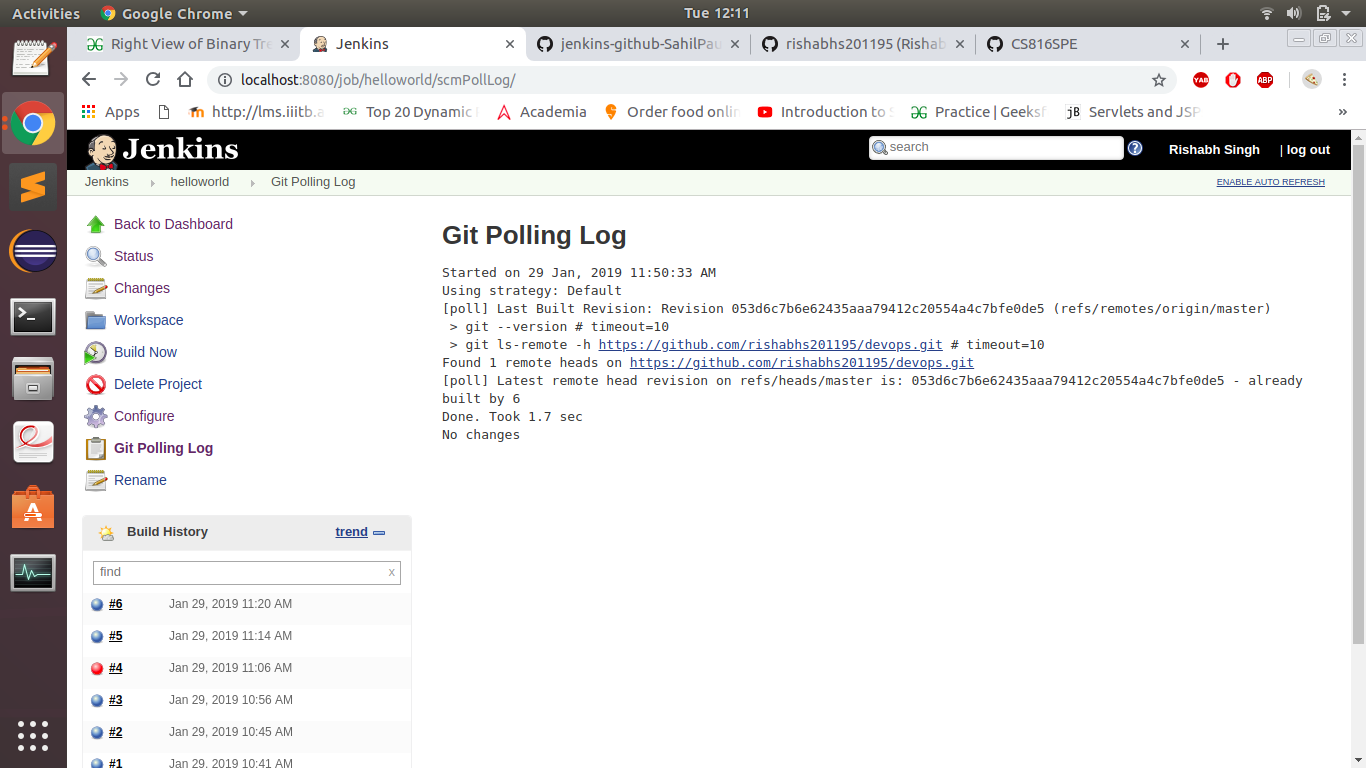 Activities Google Chrome Tue 12:11
Right View of Binary Tre Jenkins jenkins-github-SahilPau rishabhs201195 (Rishab CS816SPE
localhost:8080/job/helloworld/scmPollLog/ YAB ABP
Apps http://lms.iiitb.a Top 20 Dynamic Academia Order food onlin Introduction to S Practice | Geeksf jB Servlets and JSP »
Jenkins search Rishabh Singh | log out
Jenkins helloworld Git Polling Log ENABLE AUTO REFRESH
Back to Dashboard
Status
Changes
Workspace
Build Now
Delete Project
Configure
Git Polling Log
Rename
Git Polling Log
Started on 29 Jan, 2019 11:50:33 AM
Using strategy: Default
[poll] Last Built Revision: Revision 053d6c7b6e62435aaa79412c20554a4c7bfe0de5 (refs/remotes/origin/master)
> git --version # timeout=10
> git ls-remote -h https://github.com/rishabhs201195/devops.git # timeout=10
Found 1 remote heads on https://github.com/rishabhs201195/devops.git
[poll] Latest remote head revision on refs/heads/master is: 053d6c7b6e62435aaa79412c20554a4c7bfe0de5 - already
built by 6
Done. Took 1.7 sec
No changes
Build History trend
find x
#6 Jan 29, 2019 11:20 AM
#5 Jan 29, 2019 11:14 AM
#4 Jan 29, 2019 11:06 AM
#3 Jan 29, 2019 10:56 AM
#2 Jan 29, 2019 10:45 AM
#1 Jan 29, 2019 10:41 AM